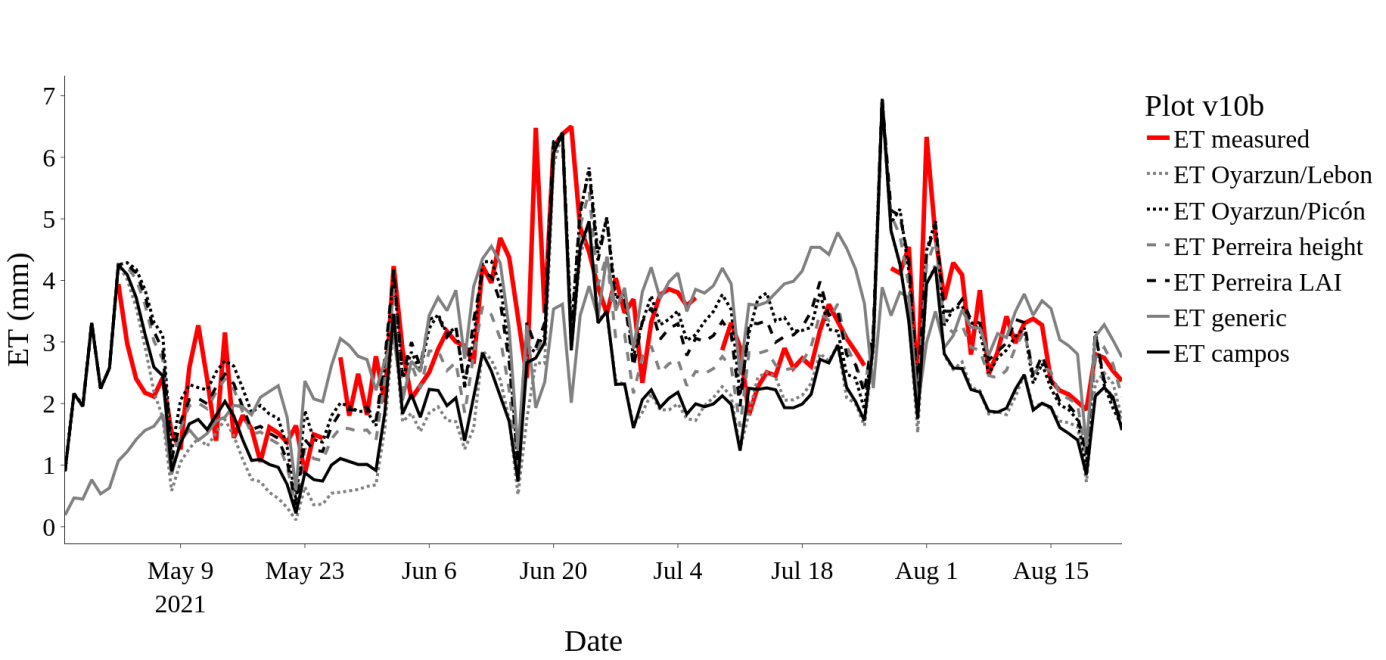 Plot v10b
ET measured
ET Oyarzun/Lebon
ET Oyarzun/Picón
ET Perreira height
ET Perreira LAI
ET generic
ET campos
ET (mm)
7
6
5
4
3
2
1
0
May 9 May 23 Jun 6 Jun 20 Jul 4 Jul 18 Aug 1 Aug 15
2021
Date